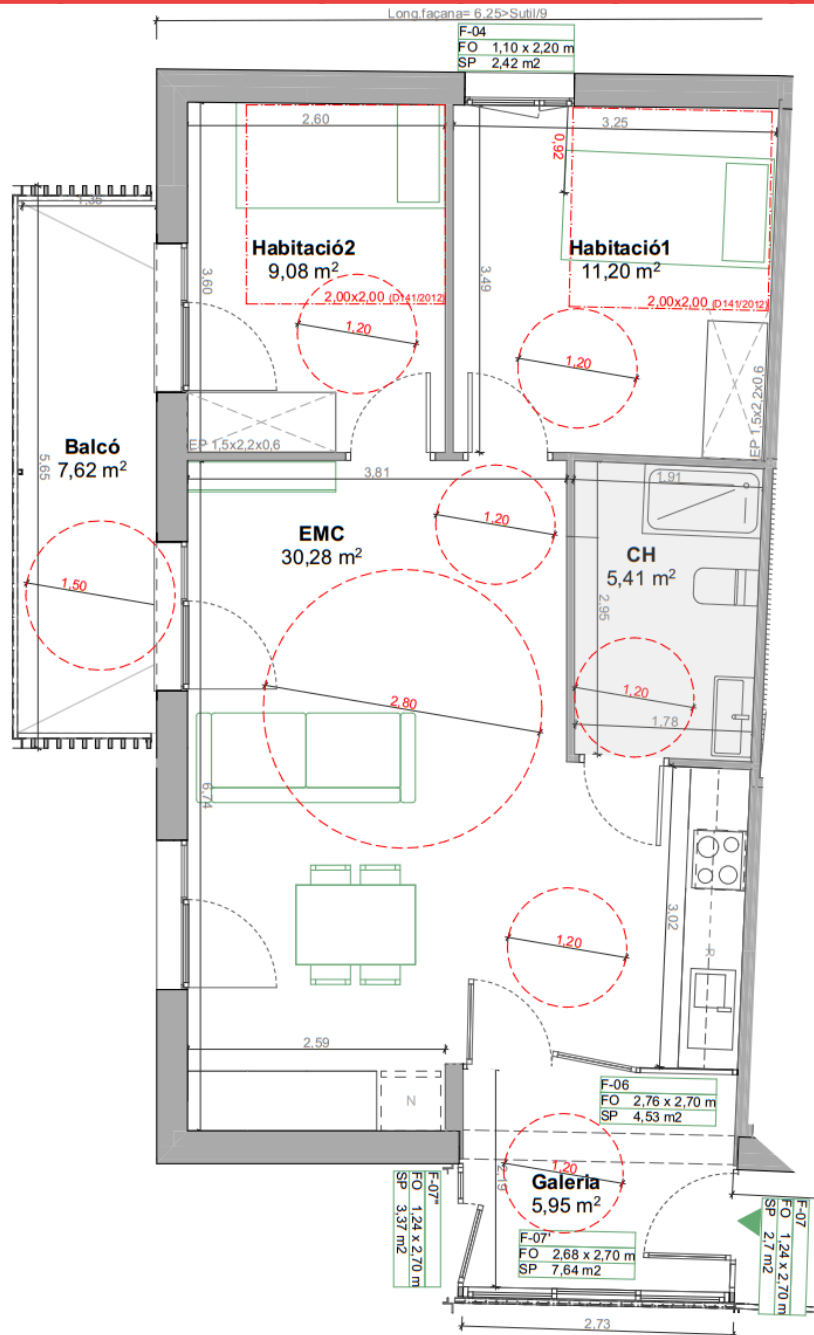 Long.façana= 6.25>Sutil/9
F-04
FO 1,10 x 2,20 m
SP 2,42 m2
2.60
3.25
0,92
1,35
Habitació2
9,08 m²
Habitació1
11,20 m²
3.60
3.49
2,00x2,00 (D141/2012)
2,00x2,00 (D141/2012)
1,20
1,20
EP 1,5x2,2x0,6
EP 1,5x2,2x0,6
Balcó
7,62 m²
5.65
3.81
1.91
1,20
EMC
30,28 m²
CH
5,41 m²
2.95
1.50
1,20
2,80
1.78
6.74
3.02
1,20
R
2.59
N
F-06
FO 2,76 x 2,70 m
SP 4,53 m2
1,20
2.19
Galeria
5,95 m²
F-07"
FO 1,24 x 2,70 m
SP 3,37 m2
F-07'
FO 2,68 x 2,70 m
SP 7,64 m2
F-07
FO 1,24 x 2,70 m
SP 2,7 m2
2.73